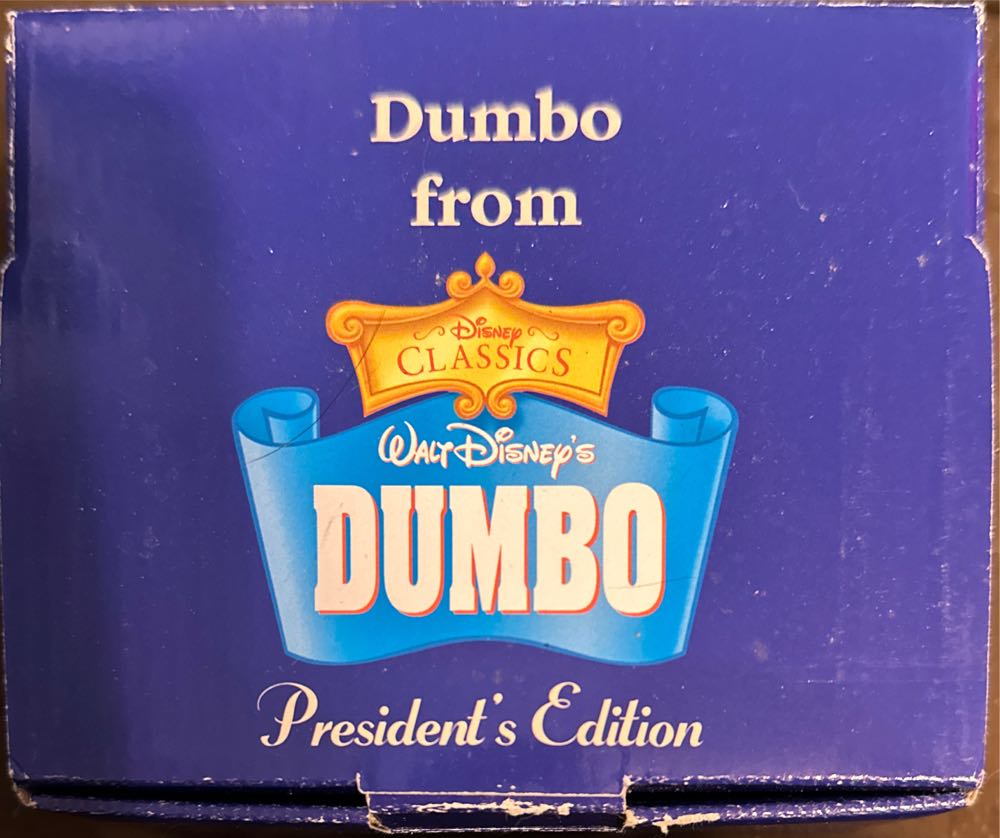 Dumbo
from
Disney
CLASSICS
WALT DISNEY'S
DUMBO
President's Edition